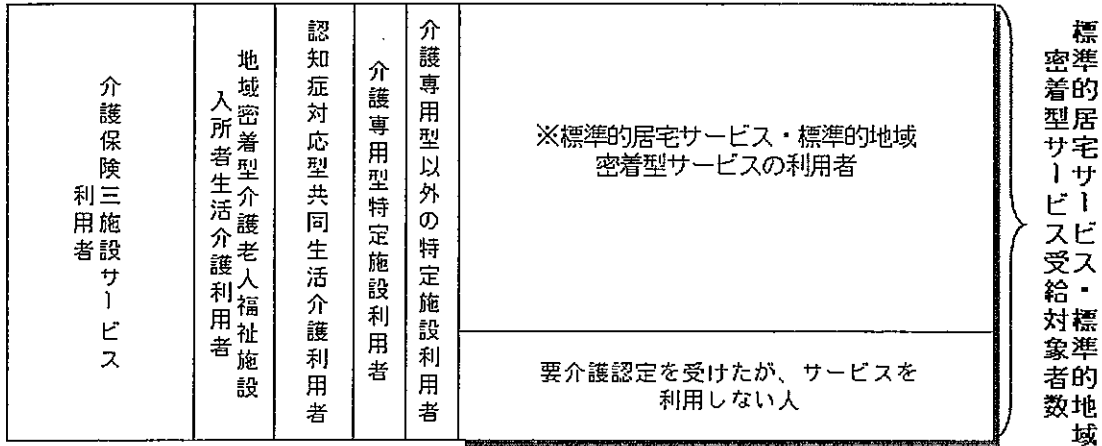 介護保険三施設サービス
利用者
地域密着型介護老人福祉施設
入所者生活介護利用者
認知症対応型共同生活介護利用者
介護専用型特定施設利用者
介護専用型以外の特定施設利用者
※標準的居宅サービス・標準的地域
密着型サービスの利用者
要介護認定を受けたが、サービスを
利用しない人
標準的居宅サービス・標準的地域
密着型サービス受給対象者数